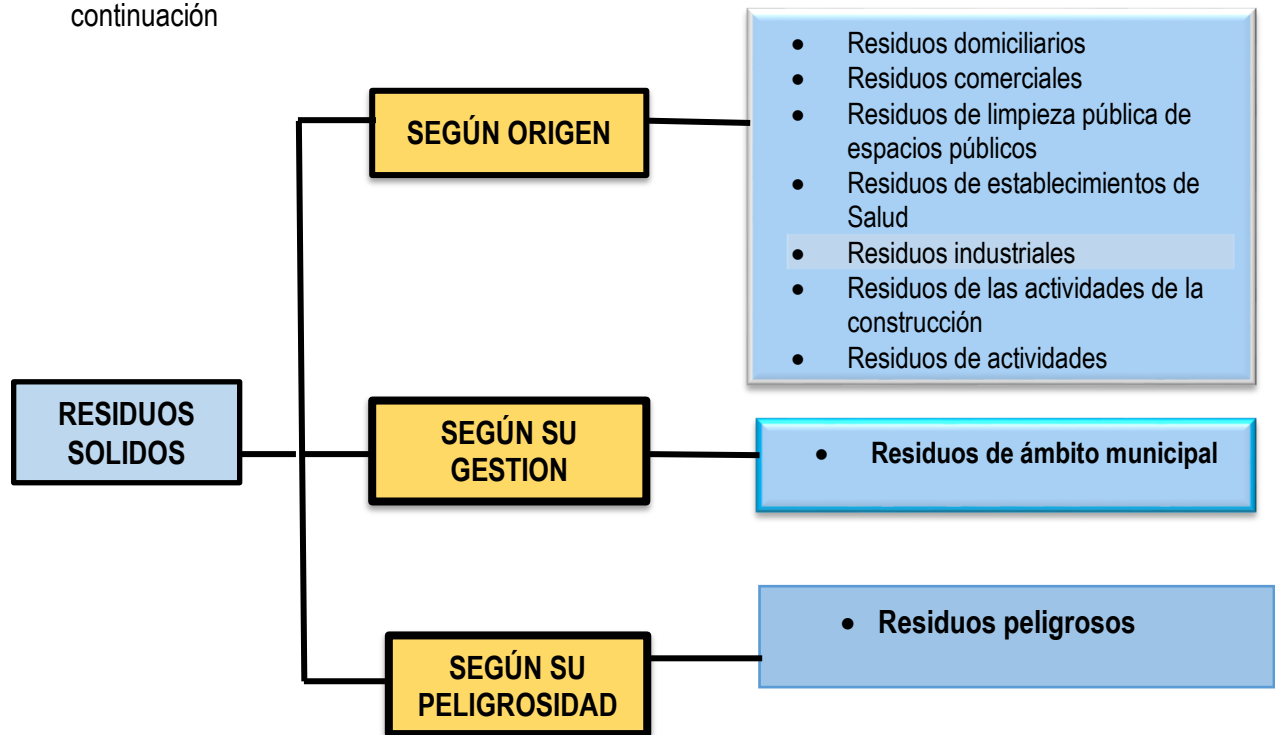 continuación
SEGÚN ORIGEN
• Residuos domiciliarios
• Residuos comerciales
• Residuos de limpieza pública de
espacios públicos
• Residuos de establecimientos de
Salud
• Residuos industriales
• Residuos de las actividades de la
construcción
• Residuos de actividades
RESIDUOS
SOLIDOS
SEGÚN SU
GESTION
• Residuos de ámbito municipal
SEGÚN SU
PELIGROSIDAD
• Residuos peligrosos